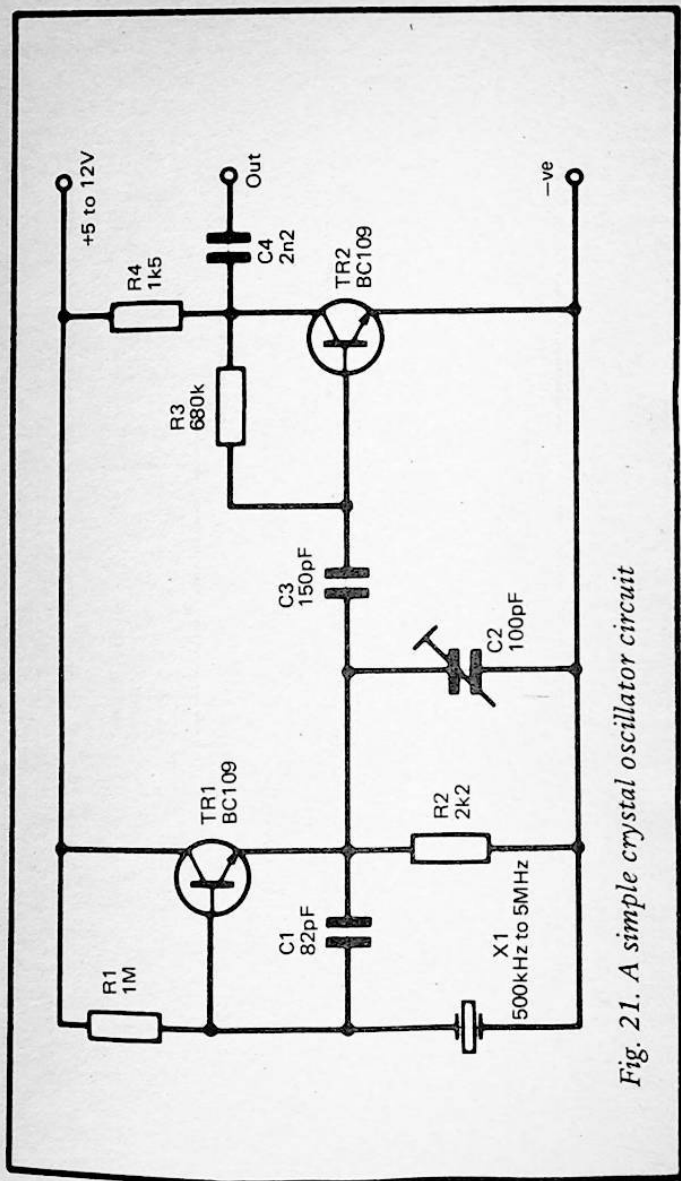 +5 to 12V
R4
1k5
Out
C4
2n2
R3
680k
TR2
BC109
−ve
C3
150pF
C2
100pF
TR1
BC109
R1
1M
C1
82pF
R2
2k2
X1
500kHz to 5MHz
Fig. 21. A simple crystal oscillator circuit